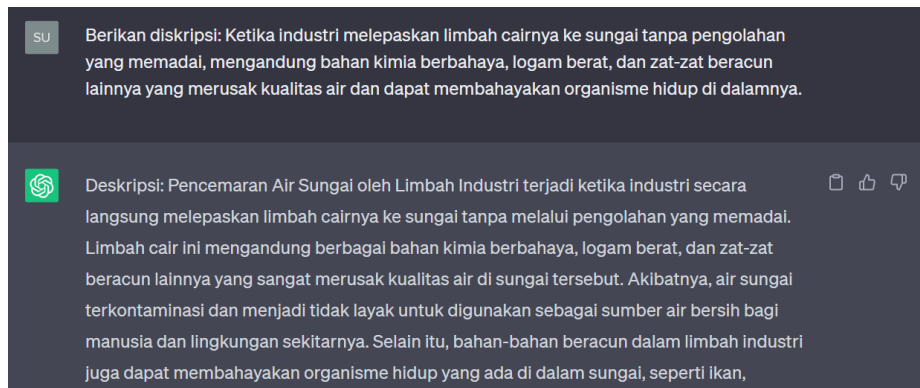 SU
Berikan diskripsi: Ketika industri melepaskan limbah cairnya ke sungai tanpa pengolahan
yang memadai, mengandung bahan kimia berbahaya, logam berat, dan zat-zat beracun
lainnya yang merusak kualitas air dan dapat membahayakan organisme hidup di dalamnya.
Deskripsi: Pencemaran Air Sungai oleh Limbah Industri terjadi ketika industri secara
langsung melepaskan limbah cairnya ke sungai tanpa melalui pengolahan yang memadai.
Limbah cair ini mengandung berbagai bahan kimia berbahaya, logam berat, dan zat-zat
beracun lainnya yang sangat merusak kualitas air di sungai tersebut. Akibatnya, air sungai
terkontaminasi dan menjadi tidak layak untuk digunakan sebagai sumber air bersih bagi
manusia dan lingkungan sekitarnya. Selain itu, bahan-bahan beracun dalam limbah industri
juga dapat membahayakan organisme hidup yang ada di dalam sungai, seperti ikan,